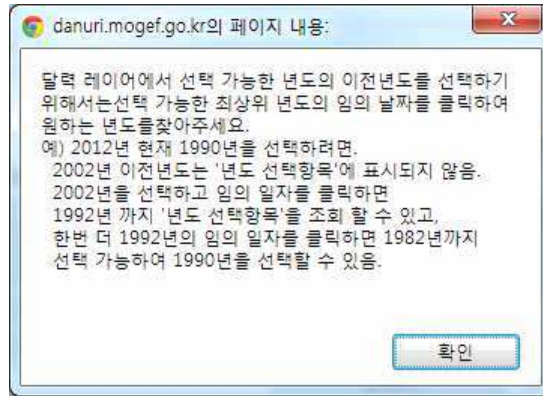 danuri.mogef.go.kr의 페이지 내용:
달력 레이어에서 선택 가능한 년도의 이전년도를 선택하기
위해서는선택 가능한 최상위 년도의 임의 날짜를 클릭하여
원하는 년도를찾아주세요.
예) 2012년 현재 1990년을 선택하려면.
2002년 이전년도는 '년도 선택항목'에 표시되지 않음.
2002년을 선택하고 임의 일자를 클릭하면
1992년 까지 '년도 선택항목'을 조회 할 수 있고,
한번 더 1992년의 임의 일자를 클릭하면 1982년까지
선택 가능하여 1990년을 선택할 수 있음.
확인